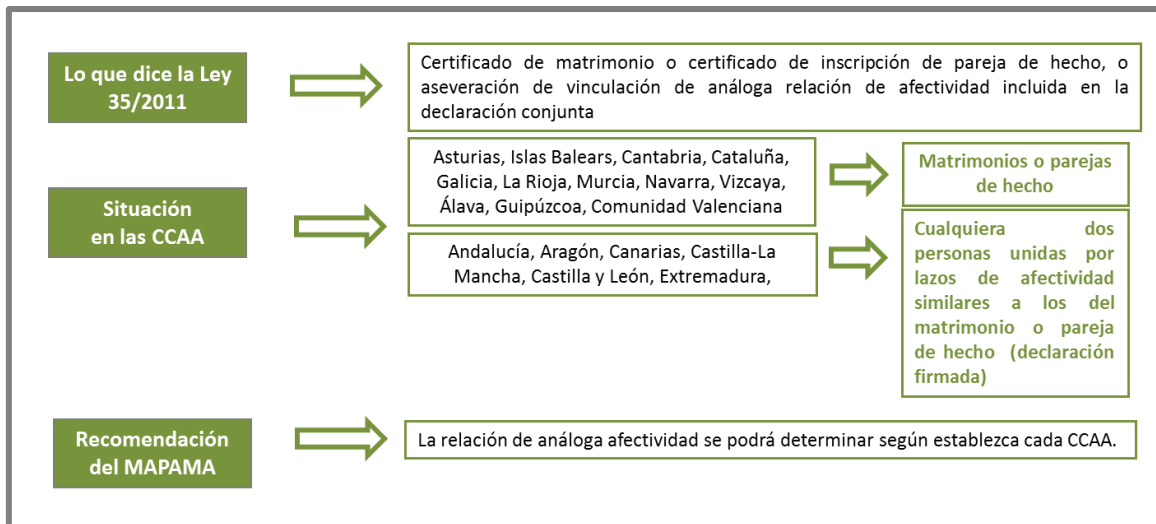 Lo que dice la Ley
35/2011
Certificado de matrimonio o certificado de inscripción de pareja de hecho, o
aseveración de vinculación de análoga relación de afectividad incluida en la
declaración conjunta
Situación
en las CCAA
Asturias, Islas Balears, Cantabria, Cataluña,
Galicia, La Rioja, Murcia, Navarra, Vizcaya,
Álava, Guipúzcoa, Comunidad Valenciana
Matrimonios o parejas
de hecho
Andalucía, Aragón, Canarias, Castilla-La
Mancha, Castilla y León, Extremadura,
Cualquiera dos
personas unidas por
lazos de afectividad
similares a los del
matrimonio o pareja
de hecho (declaración
firmada)
Recomendación
del MAPAMA
La relación de análoga afectividad se podrá determinar según establezca cada CCAA.